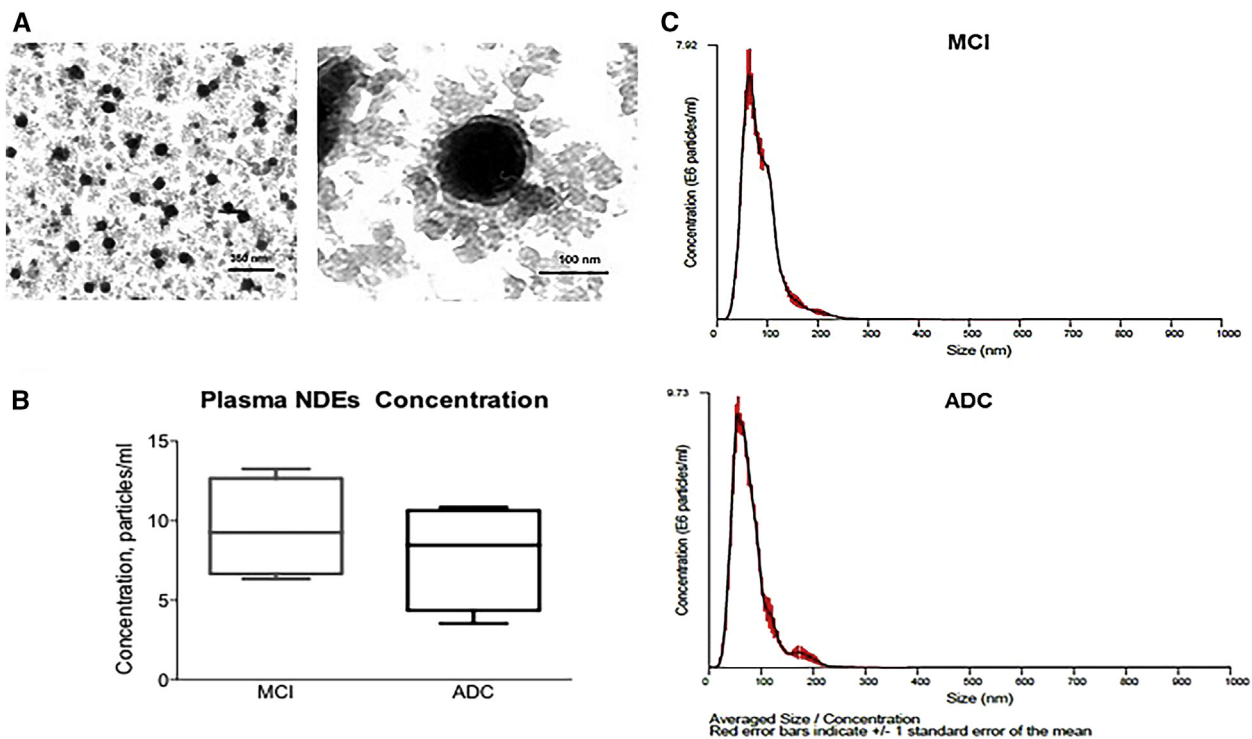 A
350 nm
100 nm
B
Plasma NDEs Concentration
Concentration, particles/ml
15
10
5
0
MCI
ADC
C
MCI
7.92
Concentration (E6 particles/ml)
0 100 200 300 400 500 600 700 800 900 1000
Size (nm)
ADC
9.73
Concentration (E6 particles/ml)
0 100 200 300 400 500 600 700 800 900 1000
Size (nm)
Averaged Size / Concentration
Red error bars indicate +/- 1 standard error of the mean